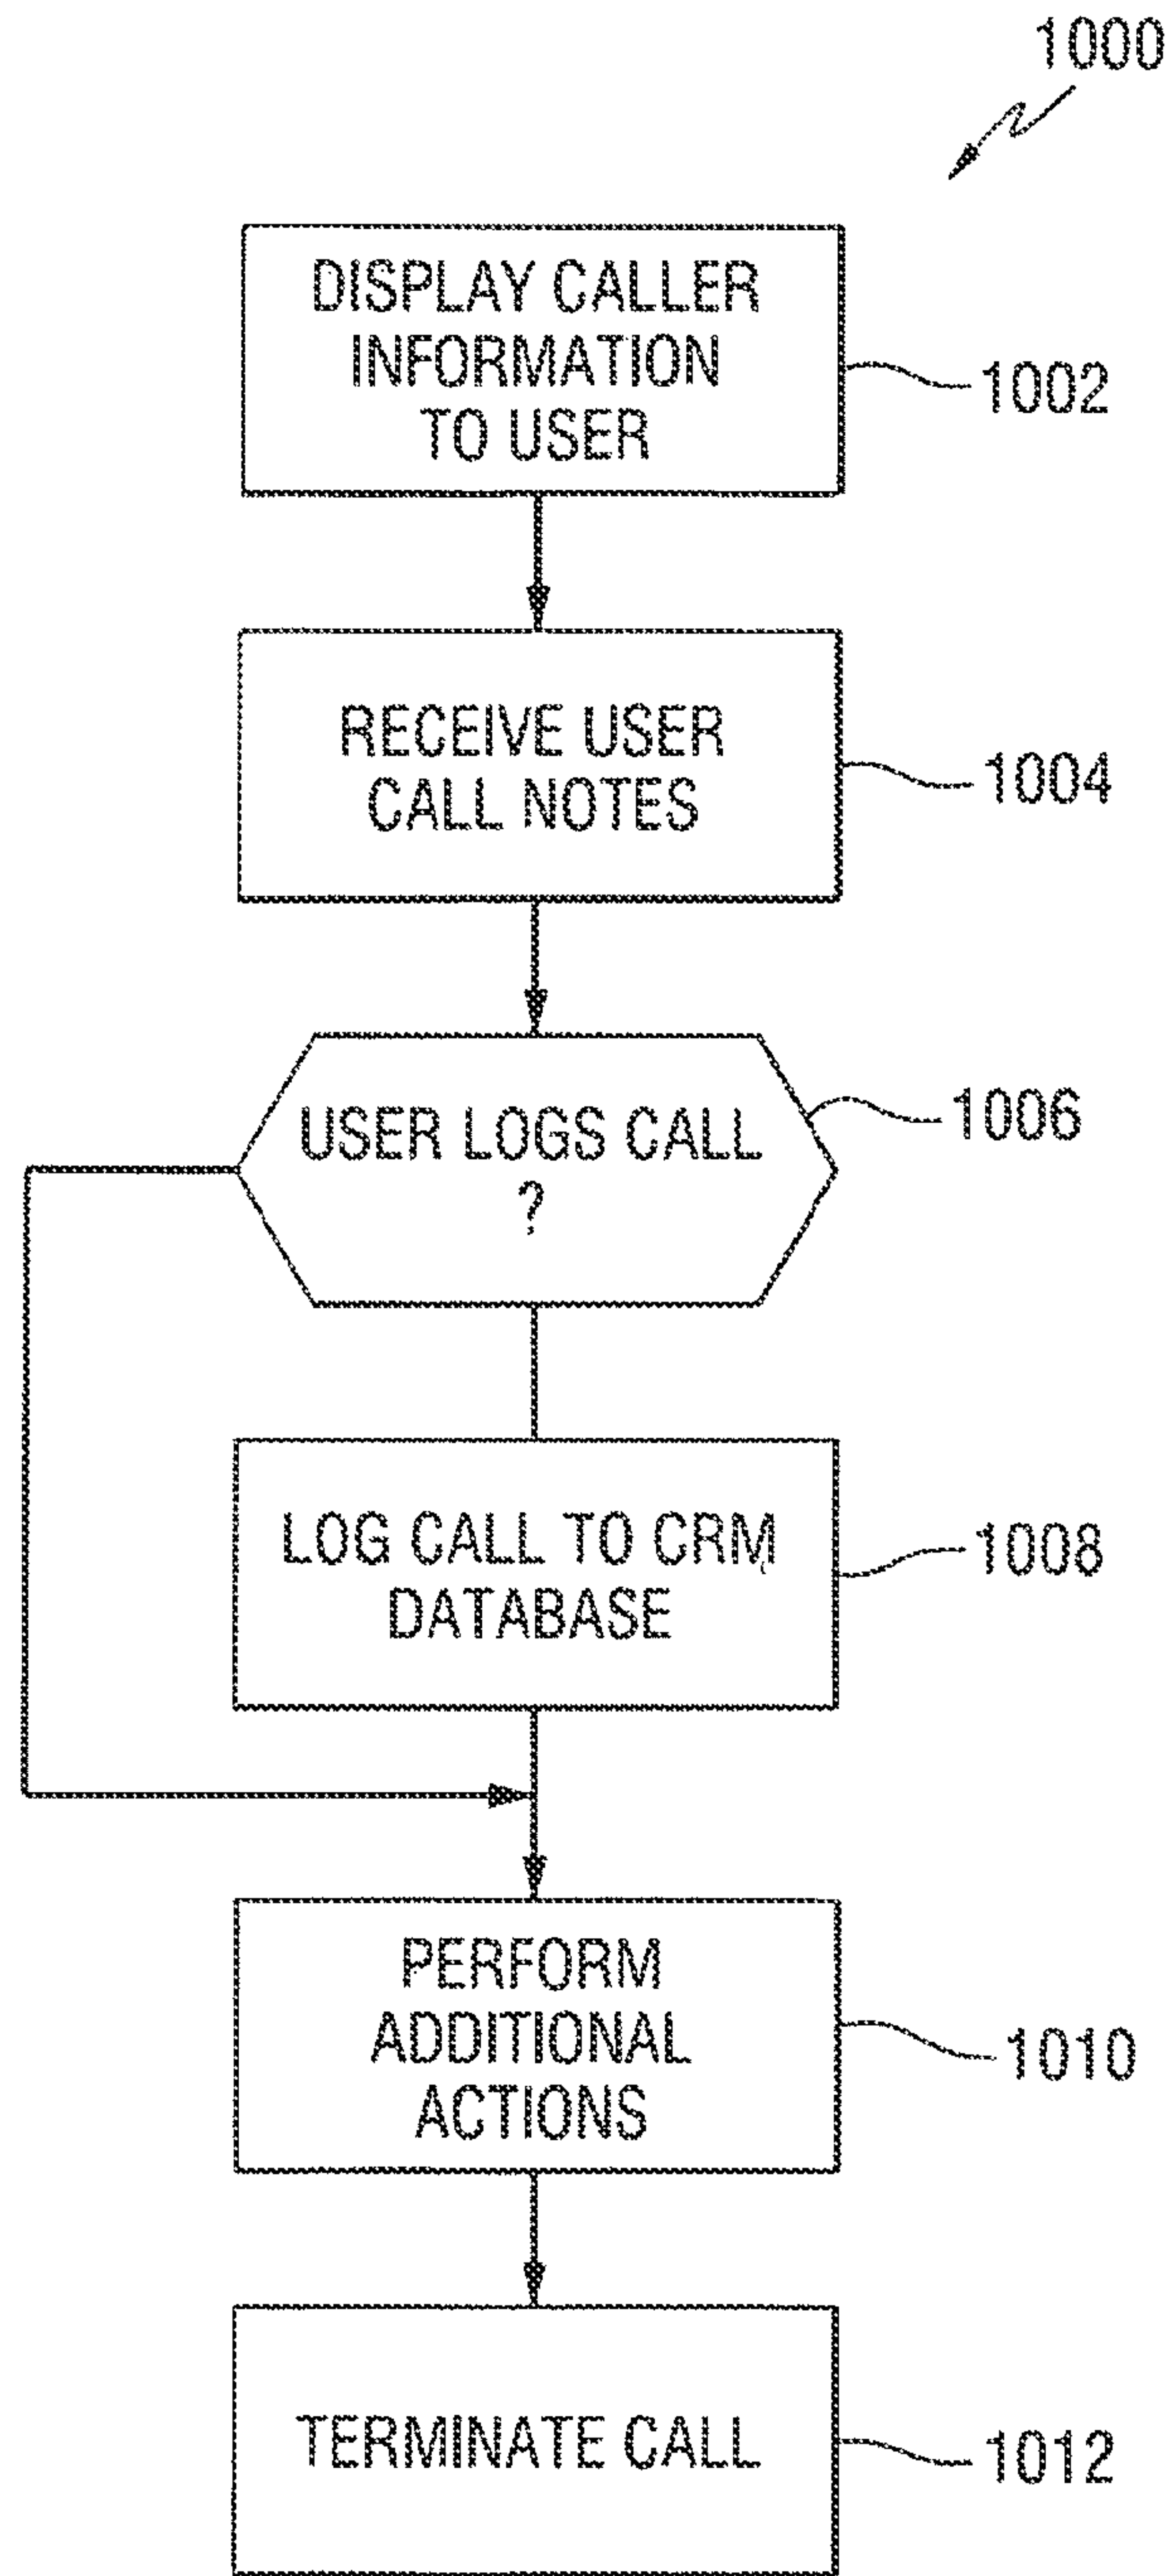 1000
DISPLAY CALLER
INFORMATION
TO USER
1002
RECEIVE USER
CALL NOTES
1004
USER LOGS CALL
?
1006
LOG CALL TO CRM
DATABASE
1008
PERFORM
ADDITIONAL
ACTIONS
1010
TERMINATE CALL
1012